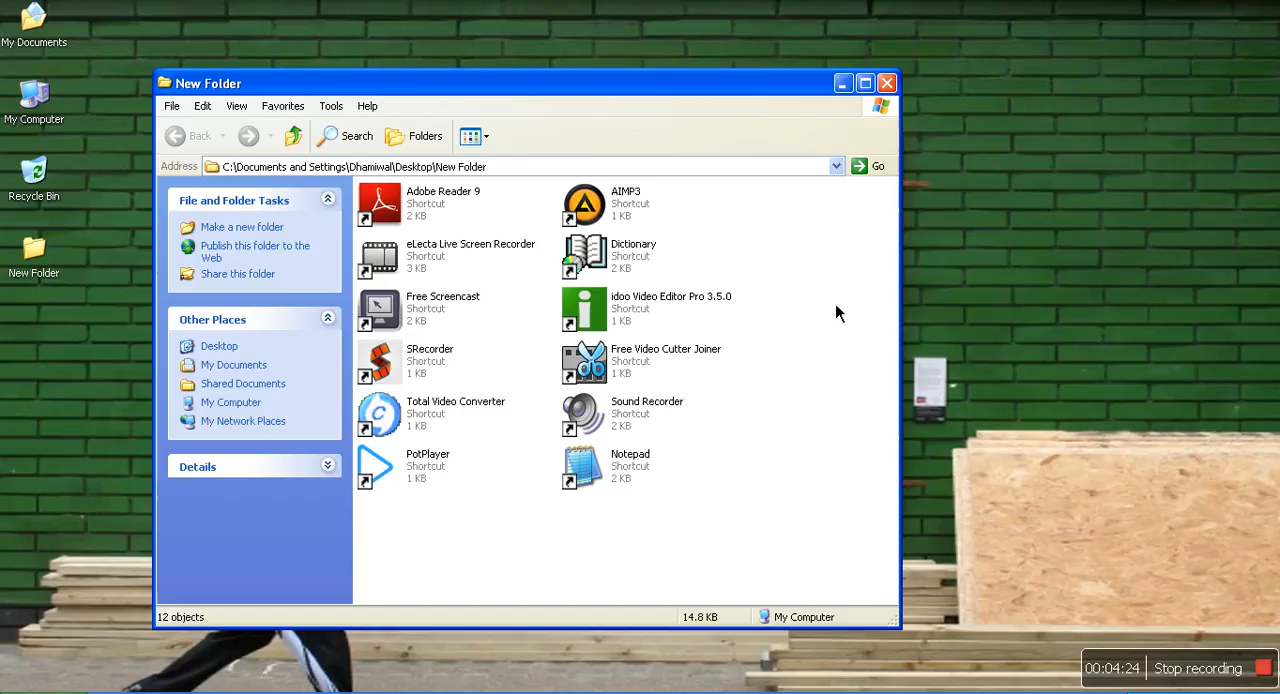 My Documents
My Computer
Recycle Bin
New Folder
New Folder
File Edit View Favorites Tools Help
Back Search Folders
Address C:\Documents and Settings\Dhamiwal\Desktop\New Folder Go
File and Folder Tasks
Make a new folder
Publish this folder to the
Web
Share this folder
Other Places
Desktop
My Documents
Shared Documents
My Computer
My Network Places
Details
Adobe Reader 9
Shortcut
2 KB
AIMP3
Shortcut
1 KB
eLecta Live Screen Recorder
Shortcut
3 KB
Dictionary
Shortcut
2 KB
Free Screencast
Shortcut
2 KB
idoo Video Editor Pro 3.5.0
Shortcut
1 KB
SRecorder
Shortcut
1 KB
Free Video Cutter Joiner
Shortcut
1 KB
Total Video Converter
Shortcut
1 KB
Sound Recorder
Shortcut
2 KB
PotPlayer
Shortcut
1 KB
Notepad
Shortcut
2 KB
12 objects 14.8 KB My Computer
00:04:24 Stop recording